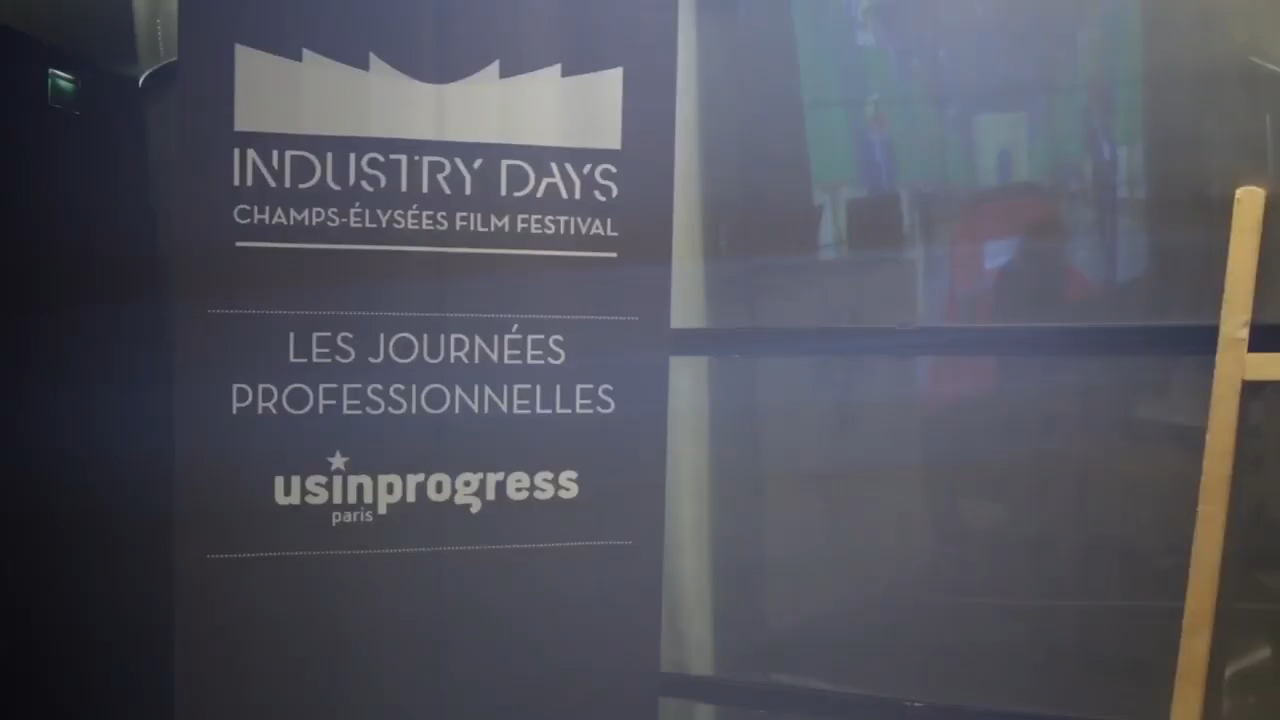 INDUSTRY DAYS
CHAMPS-ÉLYSÉES FILM FESTIVAL
LES JOURNÉES
PROFESSIONNELLES
usinprogress
paris